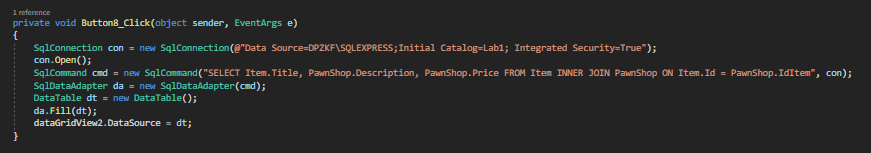 1 reference
private void Button8_Click(object sender, EventArgs e)
{
SqlConnection con = new SqlConnection(@"Data Source=DPZKF\SQLEXPRESS;Initial Catalog=Lab1; Integrated Security=True");
con.Open();
SqlCommand cmd = new SqlCommand("SELECT Item.Title, PawnShop.Description, PawnShop.Price FROM Item INNER JOIN PawnShop ON Item.Id = PawnShop.IdItem", con);
SqlDataAdapter da = new SqlDataAdapter(cmd);
DataTable dt = new DataTable();
da.Fill(dt);
dataGridView2.DataSource = dt;
}